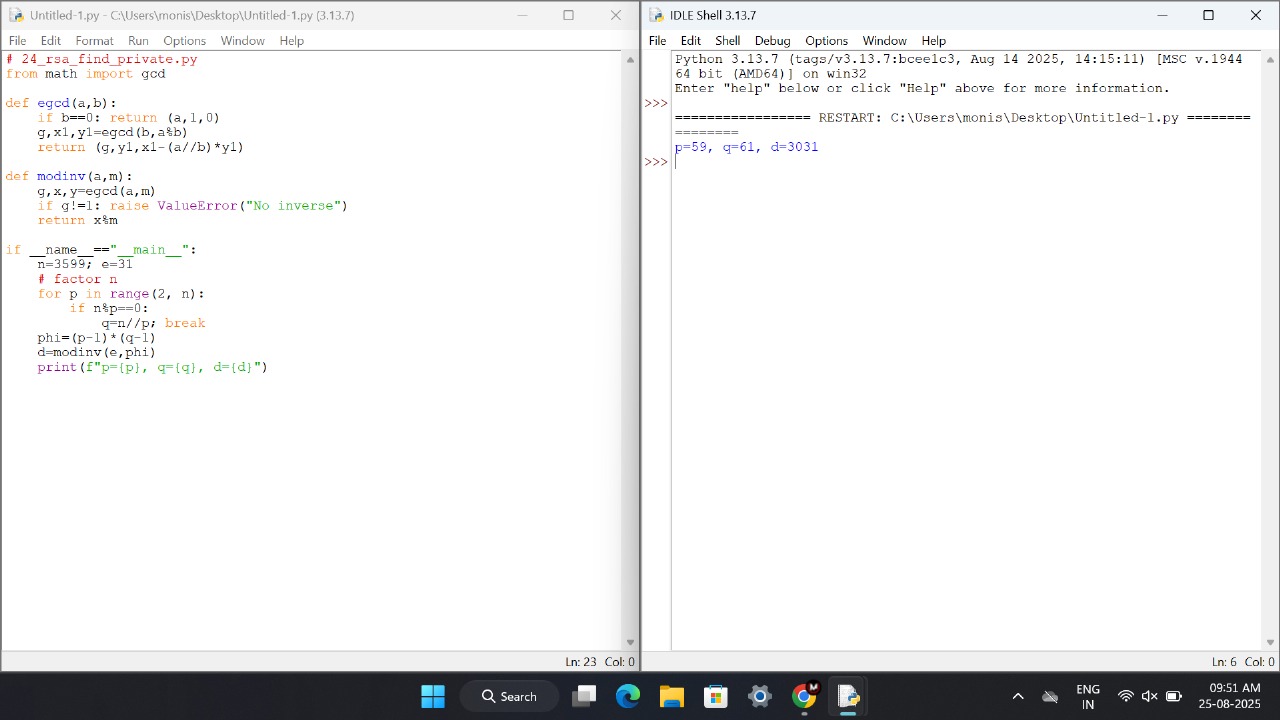 Untitled-1.py - C:\Users\monis\Desktop\Untitled-1.py (3.13.7)
File Edit Format Run Options Window Help
# 24_rsa_find_private.py
from math import gcd

def egcd(a,b):
    if b==0: return (a,1,0)
    g,x1,y1=egcd(b,a%b)
    return (g,y1,x1-(a//b)*y1)

def modinv(a,m):
    g,x,y=egcd(a,m)
    if g!=1: raise ValueError("No inverse")
    return x%m

if __name__=="__main__":
    n=3599; e=31
    # factor n
    for p in range(2, n):
        if n%p==0:
            q=n//p; break
    phi=(p-1)*(q-1)
    d=modinv(e,phi)
    print(f"p={p}, q={q}, d={d}")
Ln: 23 Col: 0
IDLE Shell 3.13.7
File Edit Shell Debug Options Window Help
Python 3.13.7 (tags/v3.13.7:bcee1c3, Aug 14 2025, 14:15:11) [MSC v.1944
64 bit (AMD64)] on win32
Enter "help" below or click "Help" above for more information.
>>>
================= RESTART: C:\Users\monis\Desktop\Untitled-1.py ========
========
p=59, q=61, d=3031
>>>
Ln: 6 Col: 0
Search
M
ENG
IN
09:51 AM
25-08-2025